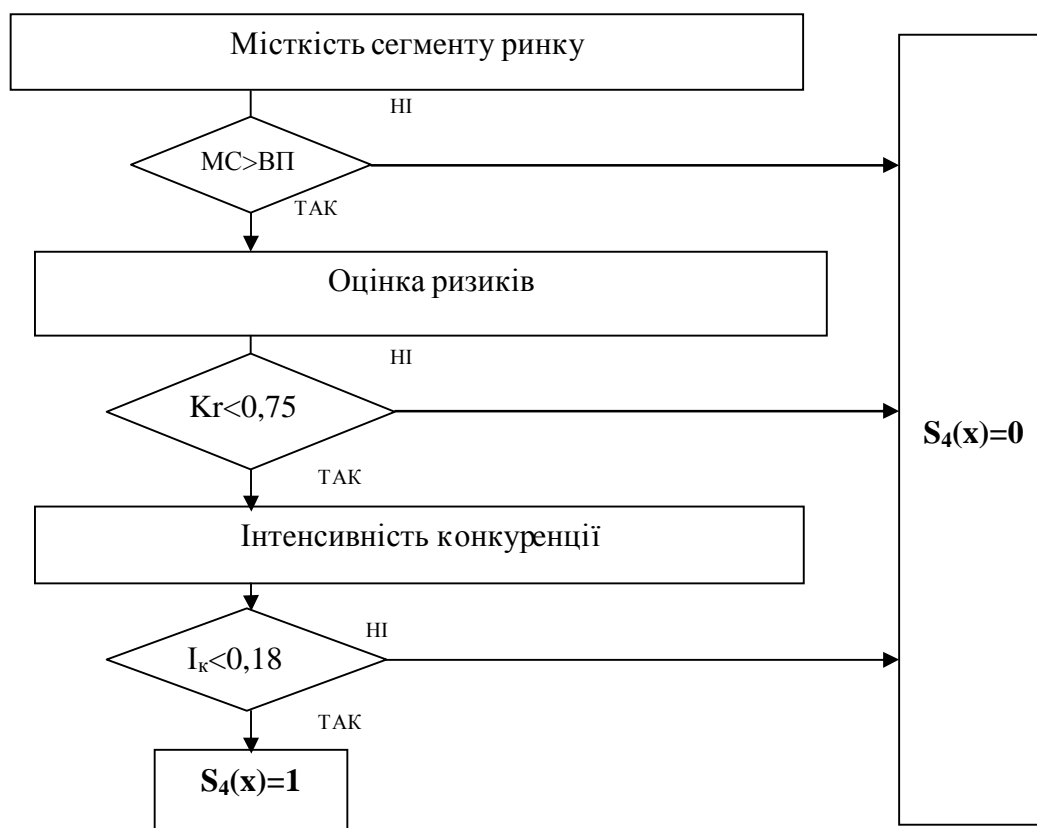 Місткість сегменту ринку
НІ
МС>ВП
ТАК
Оцінка ризиків
НІ
Kr<0,75
S₄(x)=0
ТАК
Інтенсивність конкуренції
НІ
Iₖ<0,18
ТАК
S₄(x)=1